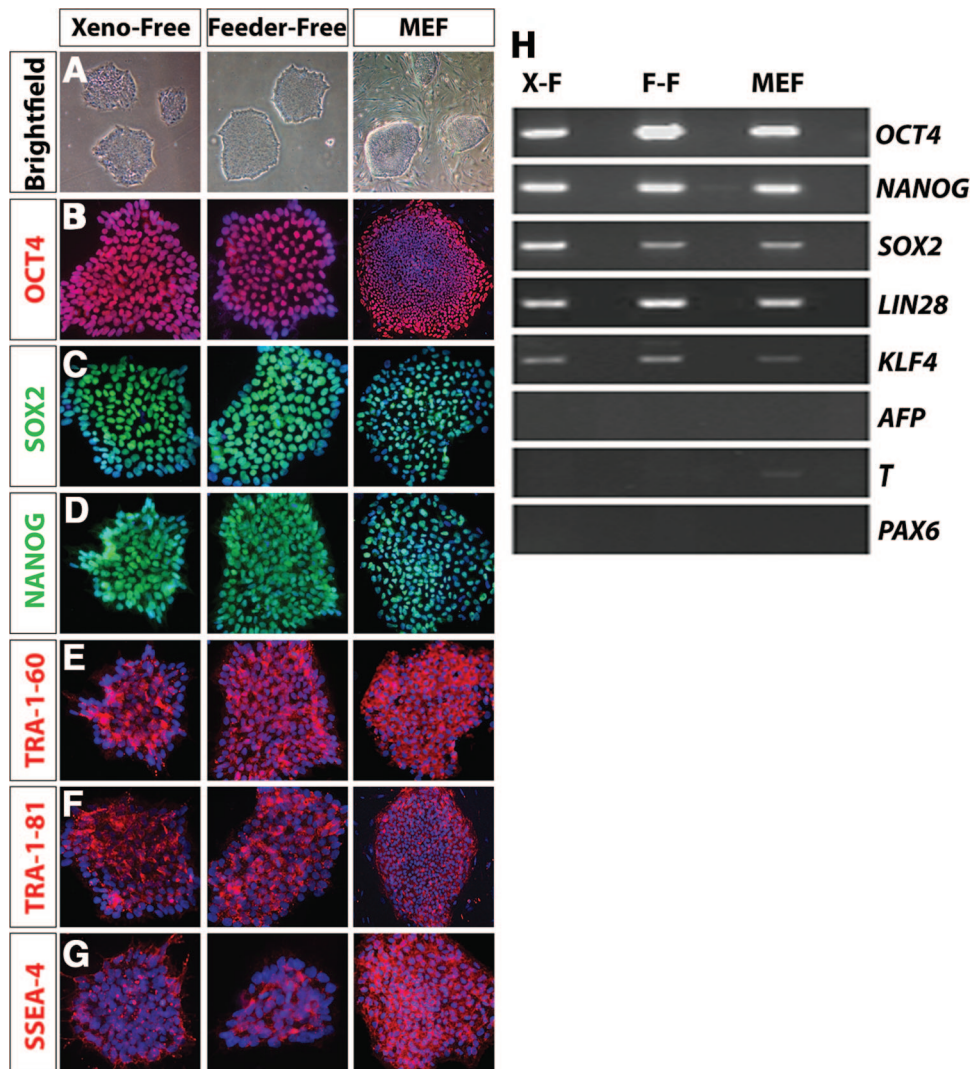 Xeno-Free Feeder-Free MEF
Brightfield A
OCT4 B
SOX2 C
NANOG D
TRA-1-60 E
TRA-1-81 F
SSEA-4 G
H
X-F F-F MEF
OCT4
NANOG
SOX2
LIN28
KLF4
AFP
T
PAX6